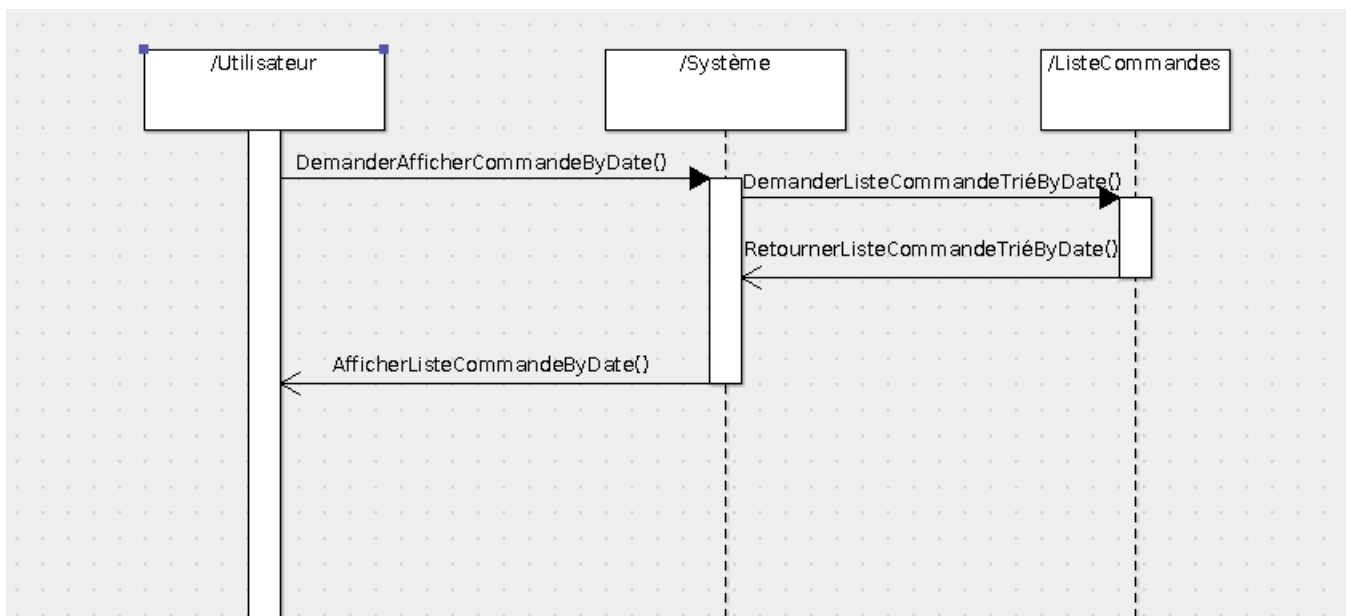 /Utilisateur
/Système
/ListeCommandes
DemanderAfficherCommandeByDate()
DemanderListeCommandeTriéByDate()
RetournerListeCommandeTriéByDate()
AfficherListeCommandeByDate()